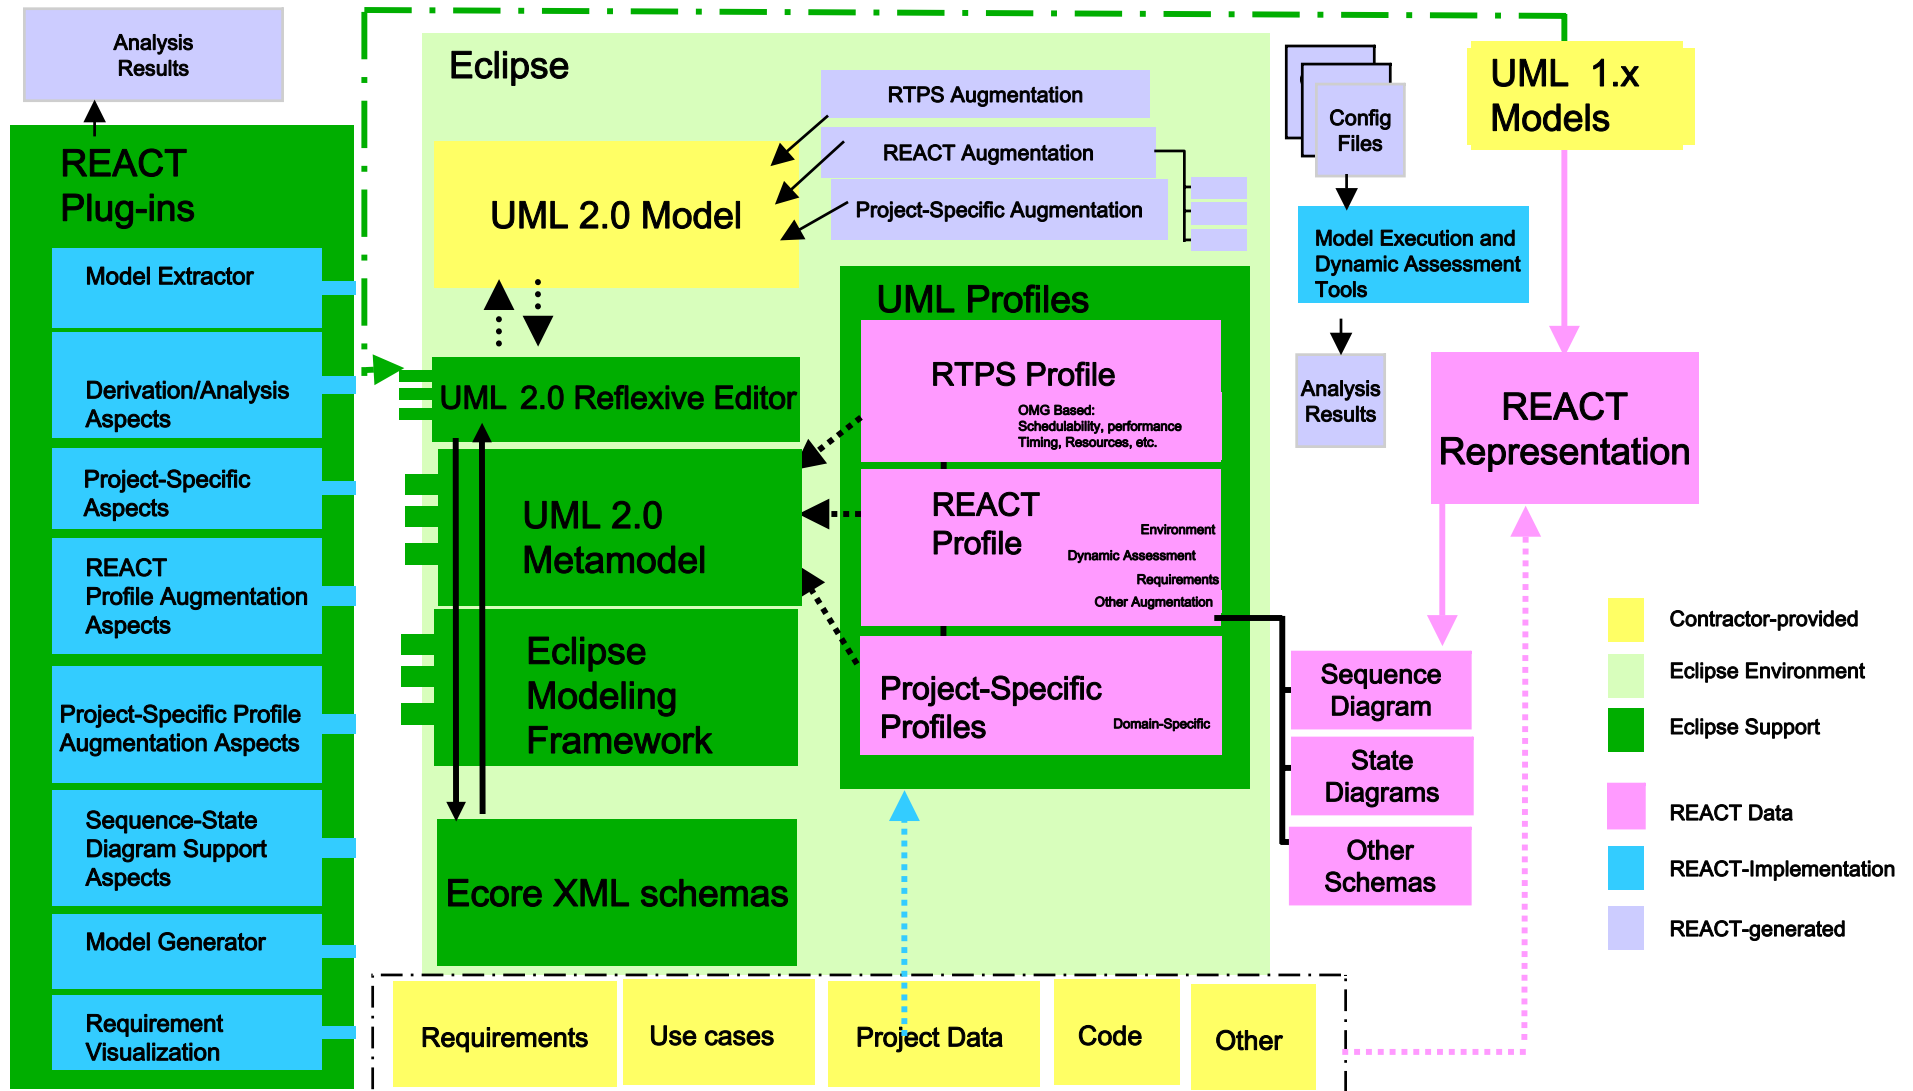 Analysis
Results
REACT
Plug-ins
Model Extractor
Derivation/Analysis
Aspects
Project-Specific
Aspects
REACT
Profile Augmentation
Aspects
Project-Specific Profile
Augmentation Aspects
Sequence-State
Diagram Support
Aspects
Model Generator
Requirement
Visualization
Eclipse
RTPS Augmentation
REACT Augmentation
Project-Specific Augmentation
UML 2.0 Model
UML 2.0 Reflexive Editor
UML 2.0
Metamodel
Eclipse
Modeling
Framework
Ecore XML schemas
UML Profiles
RTPS Profile
OMG Based:
Schedulability, performance
Timing, Resources, etc.
REACT
Profile
Environment
Dynamic Assessment
Requirements
Other Augmentation
Project-Specific
Profiles
Domain-Specific
Config
Files
Model Execution and
Dynamic Assessment
Tools
Analysis
Results
UML 1.x
Models
REACT
Representation
Sequence
Diagram
State
Diagrams
Other
Schemas
Contractor-provided
Eclipse Environment
Eclipse Support
REACT Data
REACT-Implementation
REACT-generated
Requirements
Use cases
Project Data
Code
Other